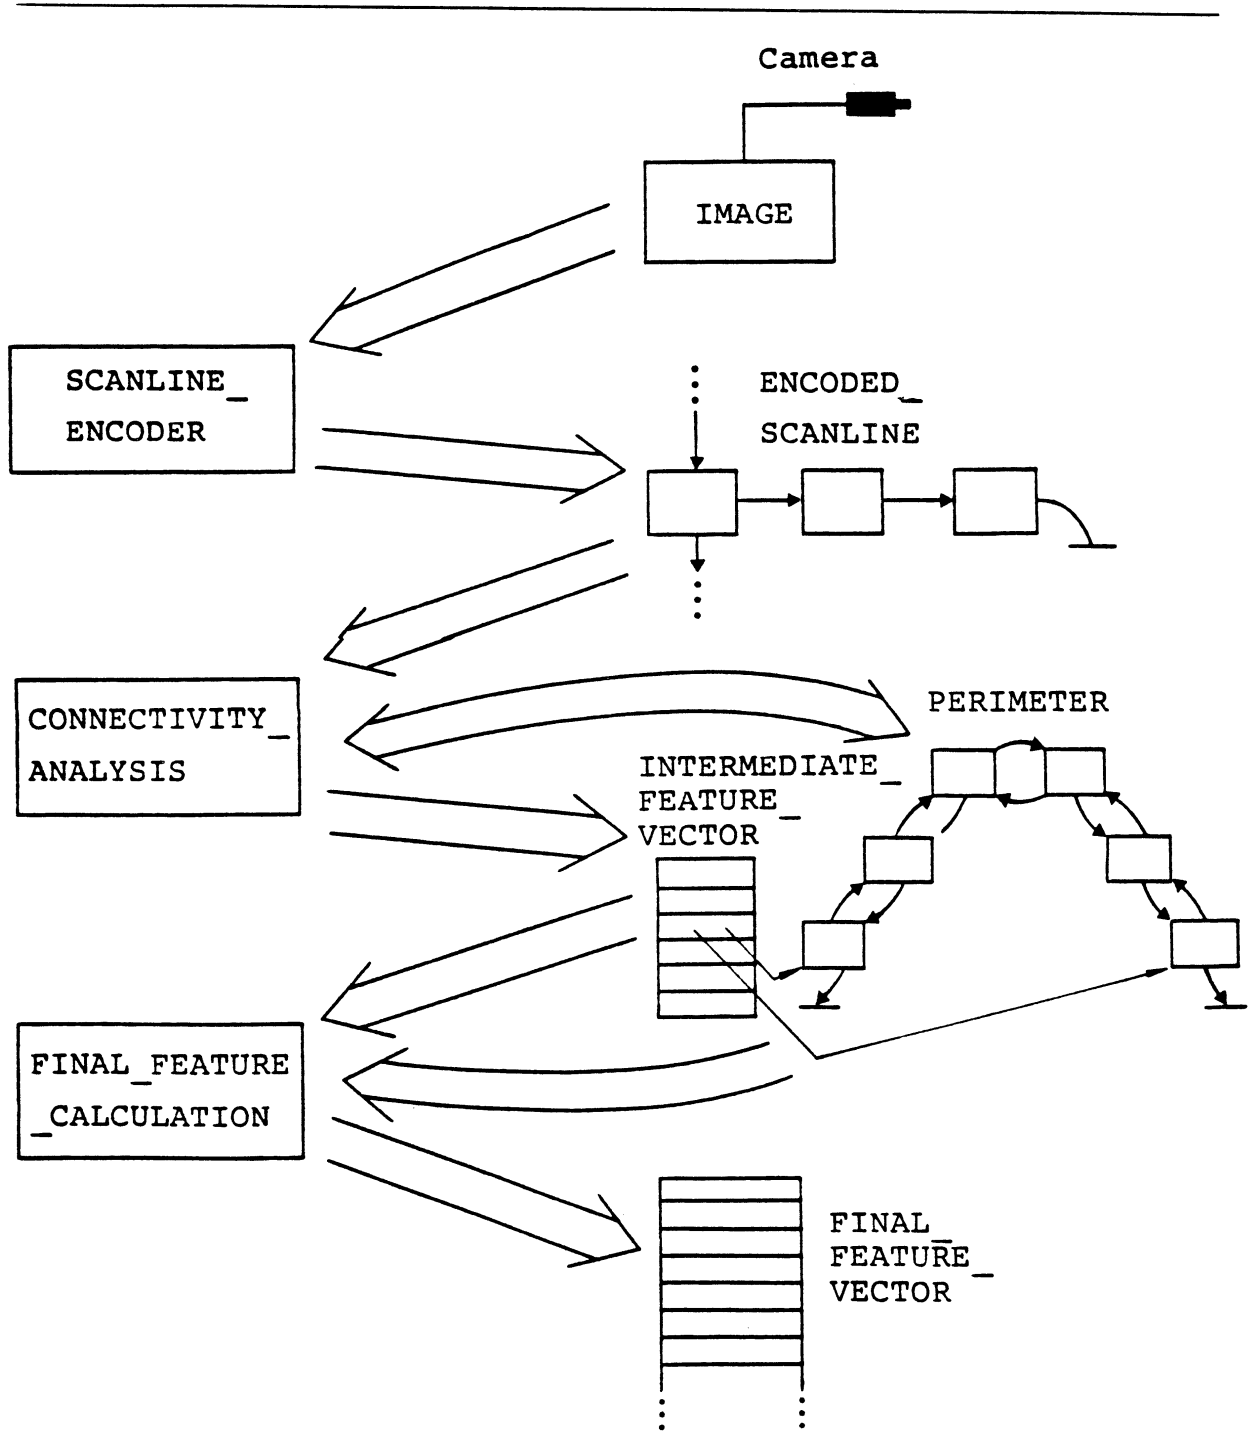 Camera
IMAGE
SCANLINE_
ENCODER
ENCODED_
SCANLINE
CONNECTIVITY_
ANALYSIS
PERIMETER
INTERMEDIATE_
FEATURE_
VECTOR
FINAL_FEATURE
_CALCULATION
FINAL_
FEATURE_
VECTOR